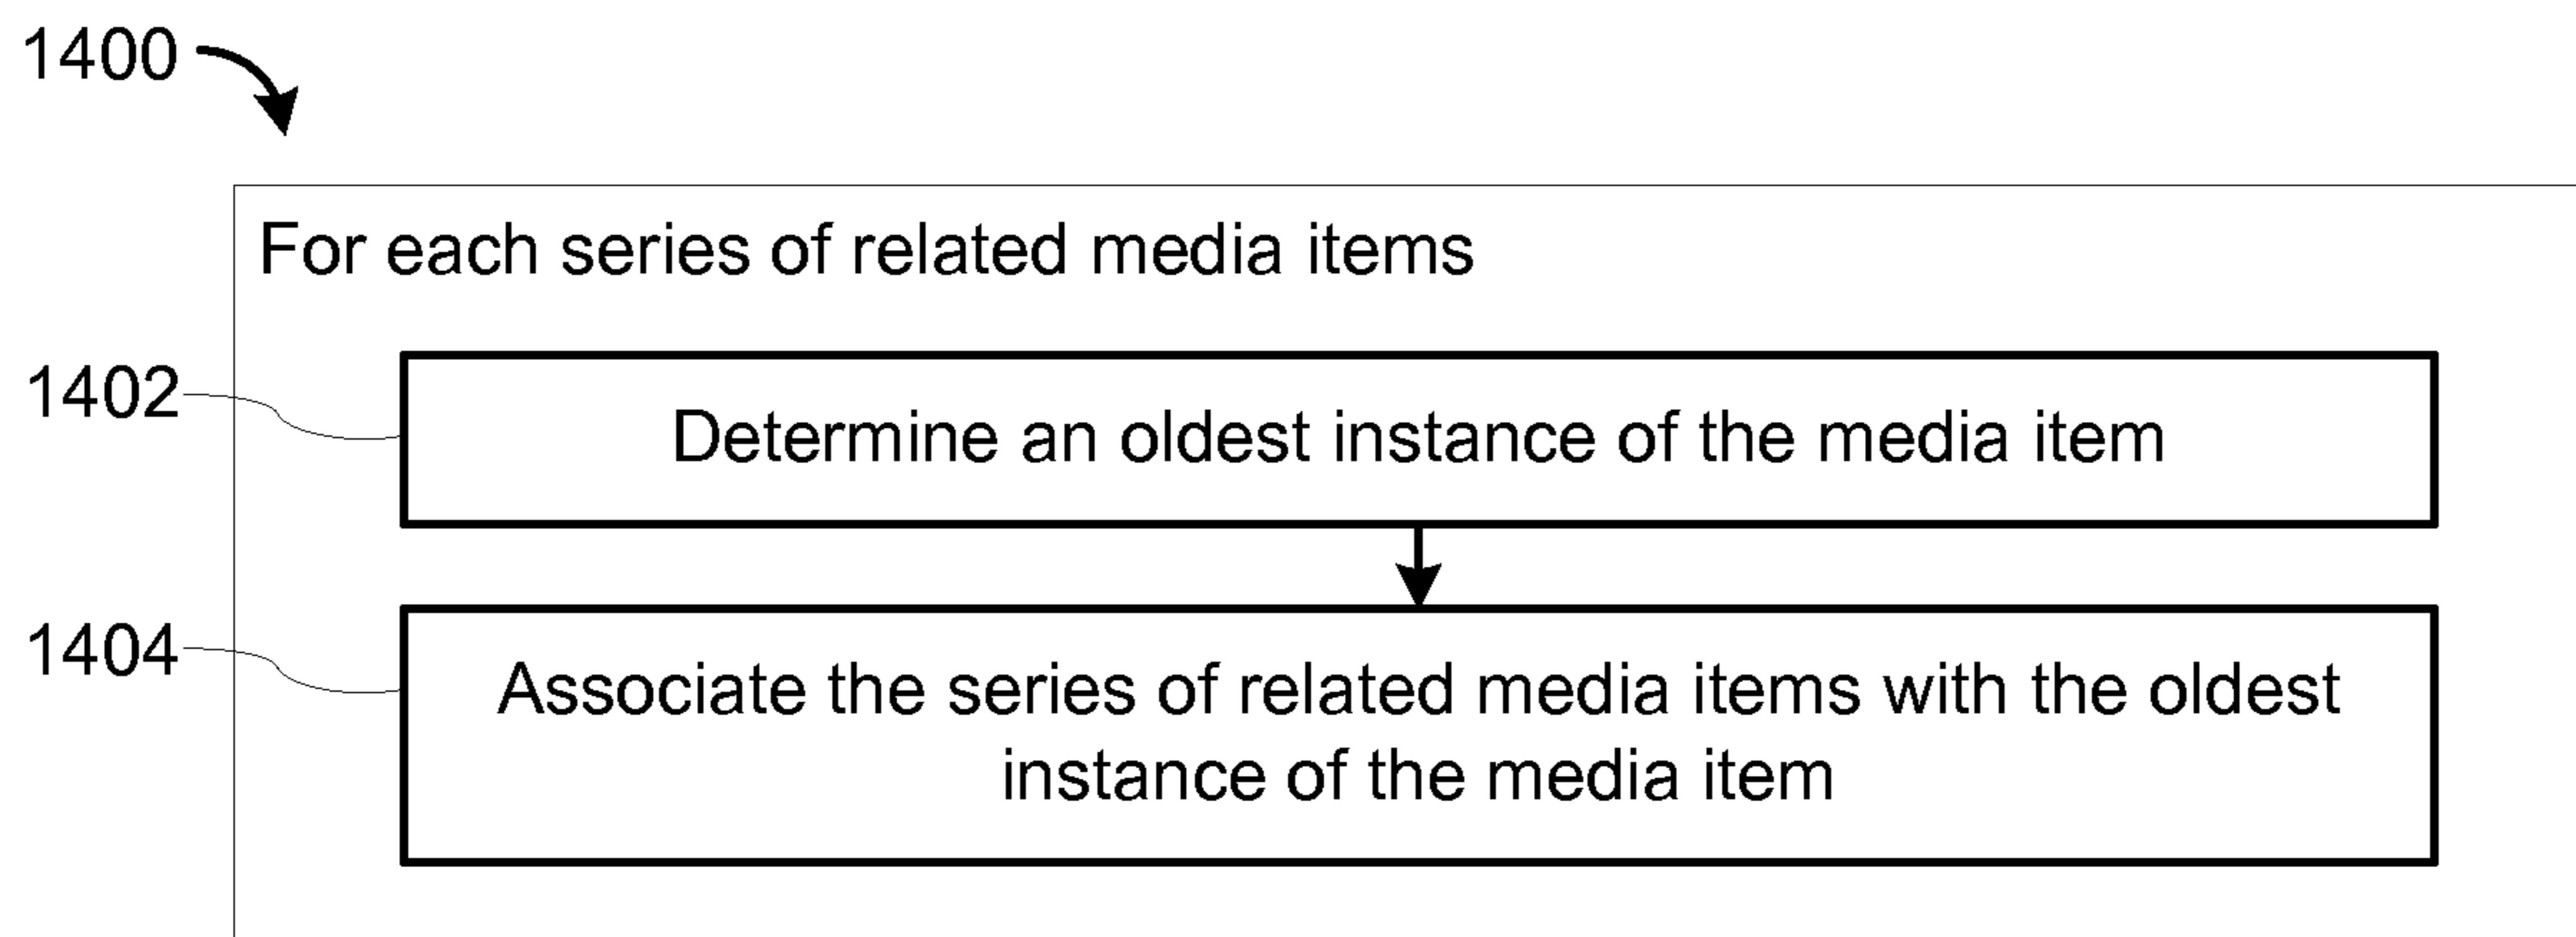 1400
For each series of related media items
1402
Determine an oldest instance of the media item
1404
Associate the series of related media items with the oldest
instance of the media item